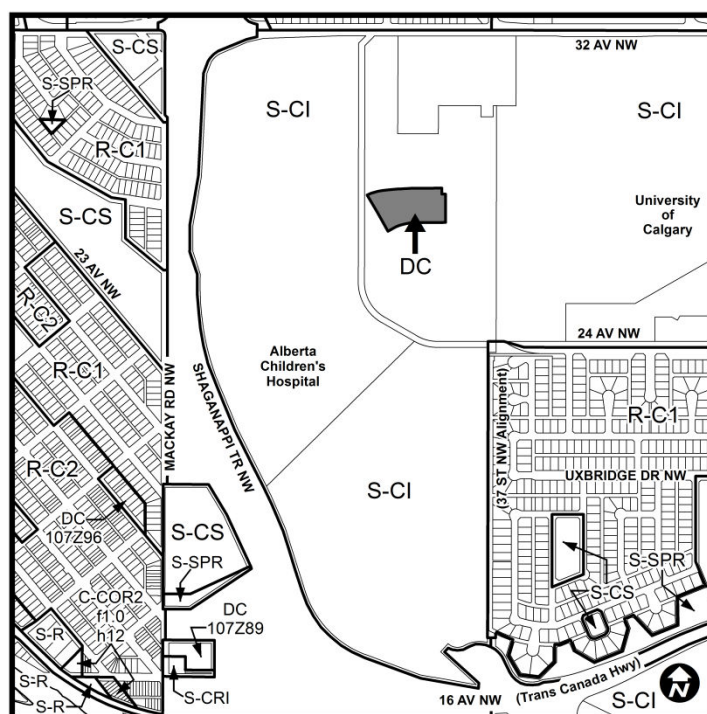 32 AV NW
S-CS
S-SPR
R-C1
S-CI
S-CI
University
of
Calgary
S-CS
DC
23 AV NW
R-C2
24 AV NW
R-C1
MACKAY RD NW
SHAGANAPPI TR NW
Alberta
Children's
Hospital
(37 ST NW Alignment)
R-C1
R-C2
UXBRIDGE DR NW
S-CI
DC
107Z96
S-CS
S-SPR
S-SPR
S-CS
C-COR2
f1.0
h12
DC
107Z89
S-R
S-R
S-R
S-CRI
16 AV NW
(Trans Canada Hwy)
S-CI
N